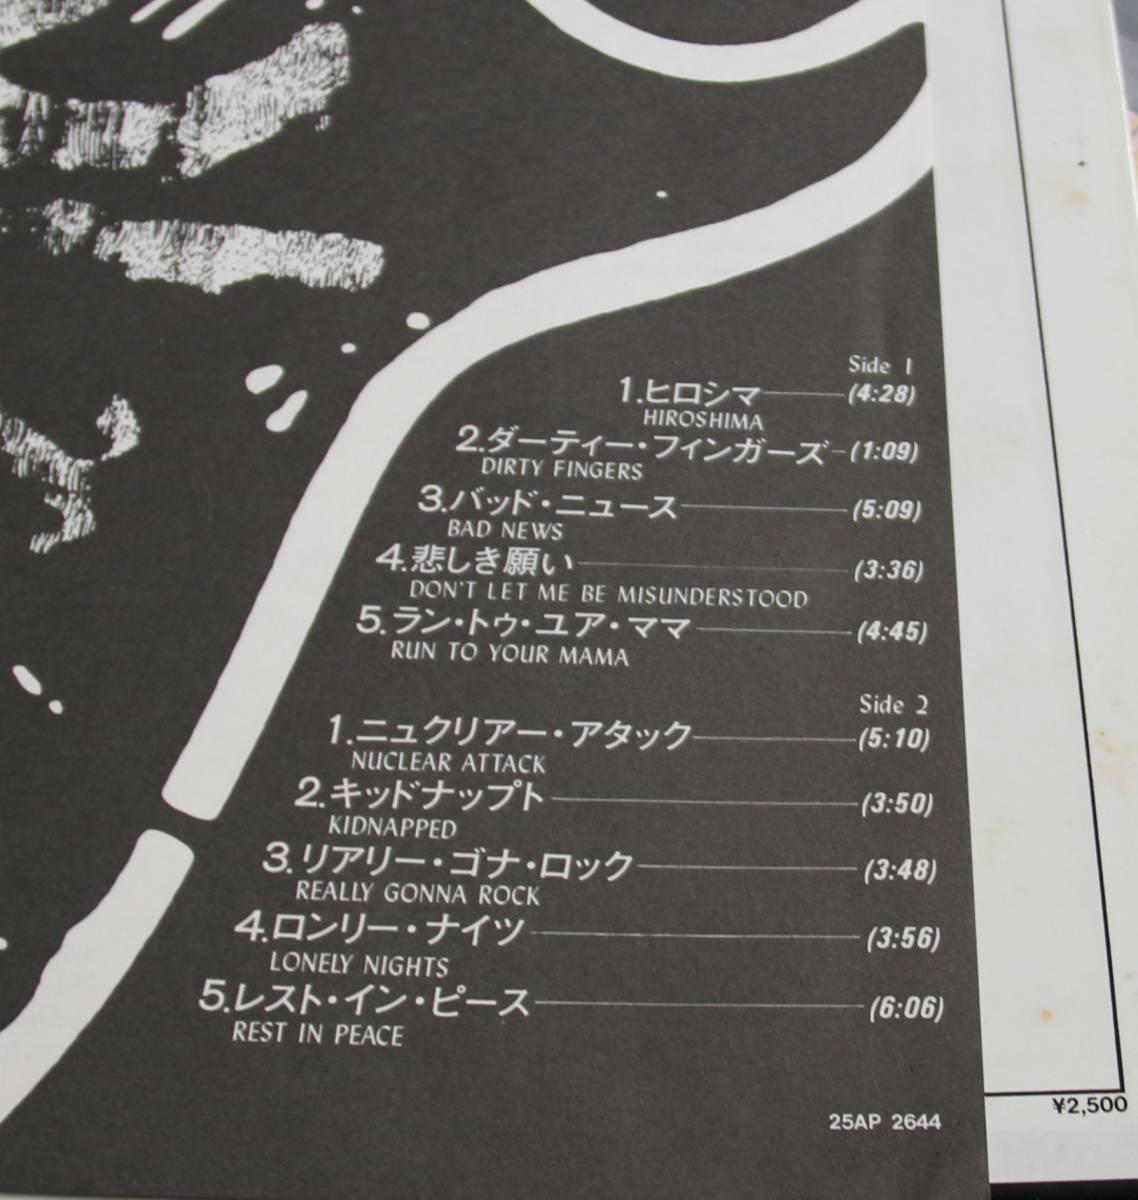 Side 1
1.ヒロシマ (4:28)
HIROSHIMA
2.ダーティー・フィンガーズ (1:09)
DIRTY FINGERS
3.バッド・ニュース (5:09)
BAD NEWS
4.悲しき願い (3:36)
DON'T LET ME BE MISUNDERSTOOD
5.ラン・トゥ・ユア・ママ (4:45)
RUN TO YOUR MAMA
Side 2
1.ニュクリアー・アタック (5:10)
NUCLEAR ATTACK
2.キッドナップト (3:50)
KIDNAPPED
3.リアリー・ゴナ・ロック (3:48)
REALLY GONNA ROCK
4.ロンリー・ナイツ (3:56)
LONELY NIGHTS
5.レスト・イン・ピース (6:06)
REST IN PEACE
25AP 2644
¥2,500